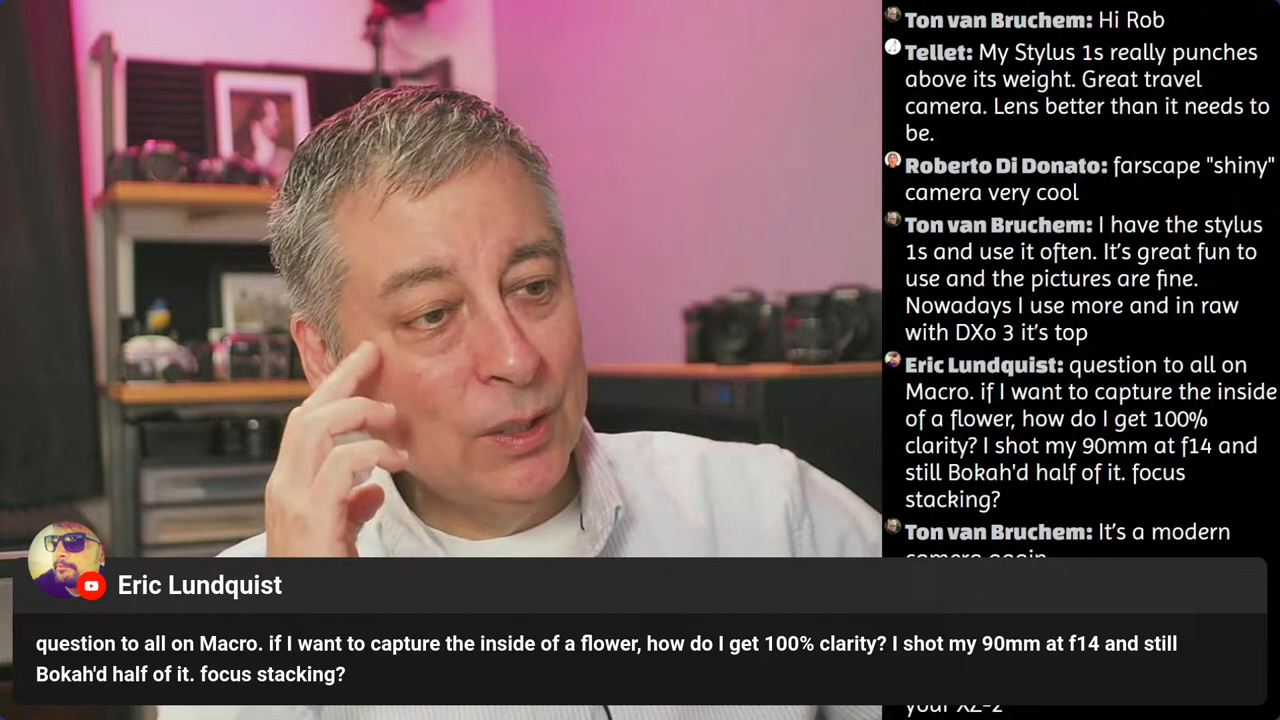 Ton van Bruchem: Hi Rob
Tellet: My Stylus 1s really punches
above its weight. Great travel
camera. Lens better than it needs to
be.
Roberto Di Donato: farscape "shiny"
camera very cool
Ton van Bruchem: I have the stylus
1s and use it often. It's great fun to
use and the pictures are fine.
Nowadays I use more and in raw
with DXo 3 it's top
Eric Lundquist: question to all on
Macro. if I want to capture the inside
of a flower, how do I get 100%
clarity? I shot my 90mm at f14 and
still Bokah'd half of it. focus
stacking?
Ton van Bruchem: It's a modern
camera again
Eric Lundquist
question to all on Macro. if I want to capture the inside of a flower, how do I get 100% clarity? I shot my 90mm at f14 and still
Bokah'd half of it. focus stacking?
your XZ-2